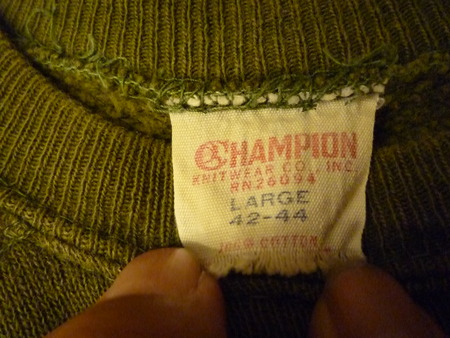 CHAMPION
KNITWEAR CO., INC.
RN26094
LARGE
42-44
100% COTTON